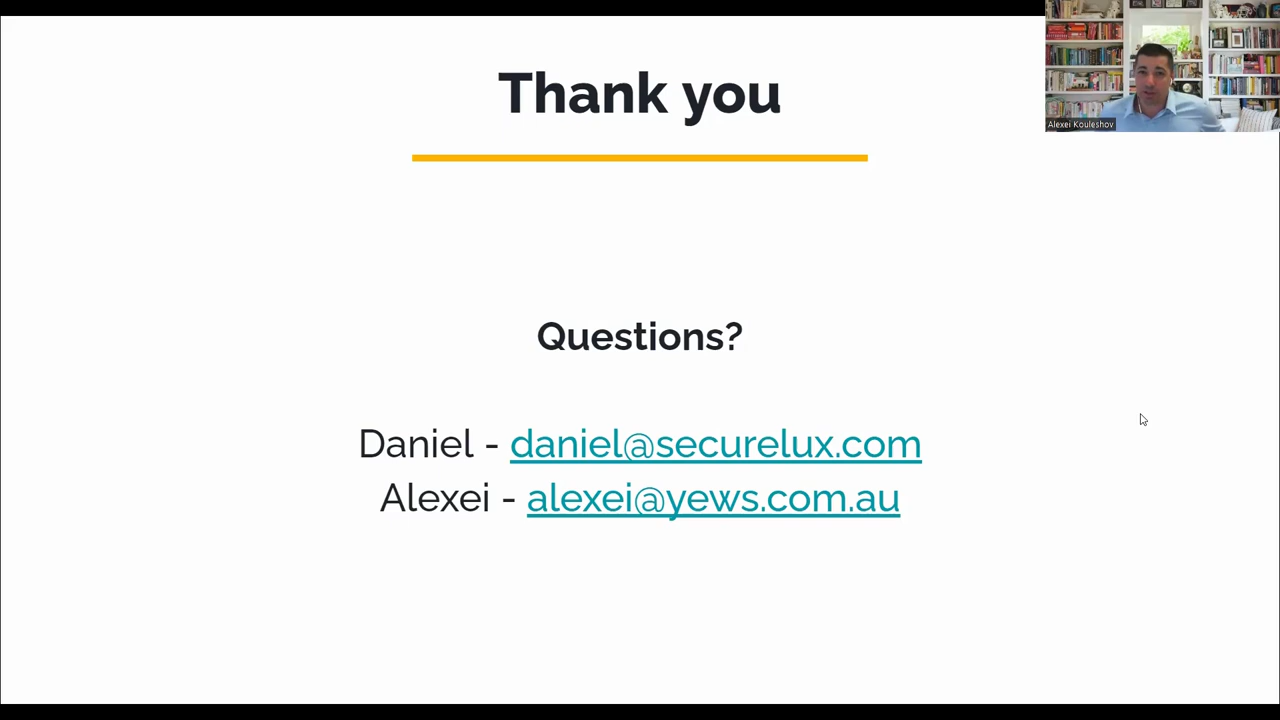 Thank you
Alexei Kouleshov
Questions?
Daniel - daniel@securelux.com
Alexei - alexei@yews.com.au